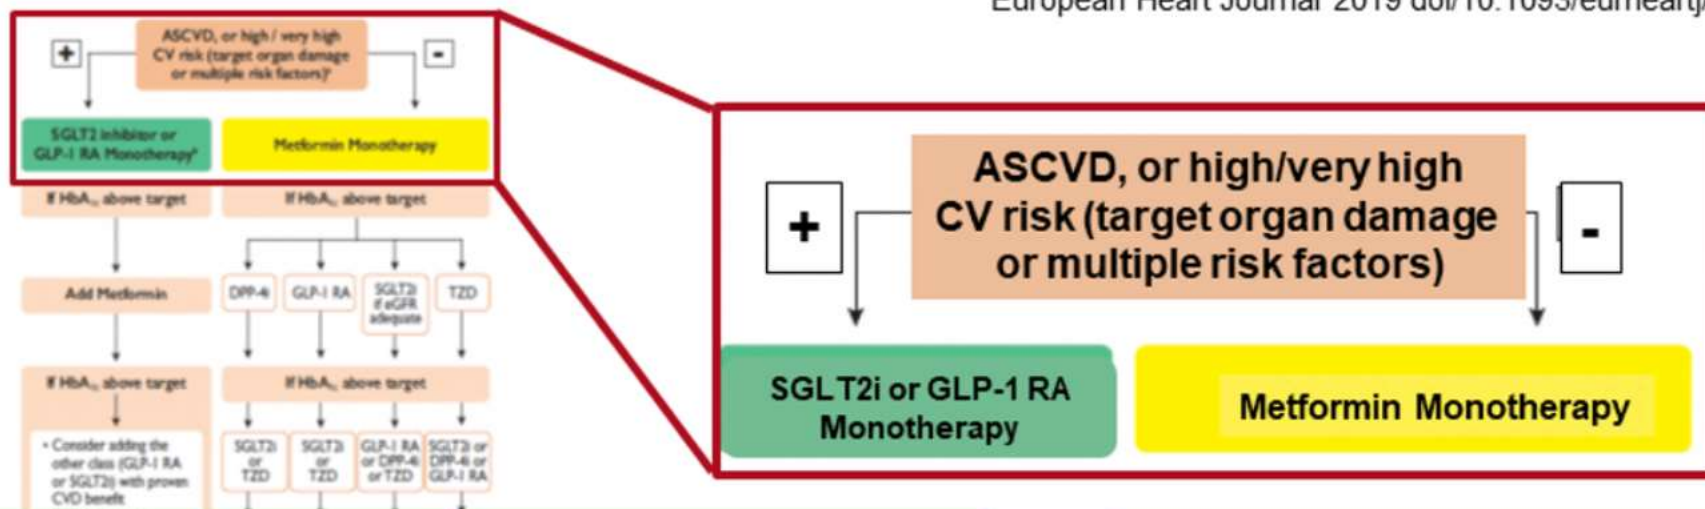 European Heart Journal 2019 doi/10.1093/eurheartj/
ASCVD, or high / very high
CV risk (target organ damage
or multiple risk factors)
+
-
SGLT2 inhibitor or
GLP-1 RA Monotherapy
Metformin Monotherapy
If HbA1c above target
If HbA1c above target
Add Metformin
DPP-4i
GLP-1 RA
SGLT2i
if eGFR
adequate
TZD
If HbA1c above target
If HbA1c above target
• Consider adding the
other class (GLP-1 RA
or SGLT2i) with proven
CVD benefit
SGLT2i
or
TZD
SGLT2i
or
TZD
GLP-1 RA
or DPP-4i
or TZD
SGLT2i or
DPP-4i or
GLP-1 RA
ASCVD, or high/very high
CV risk (target organ damage
or multiple risk factors)
+
-
SGLT2i or GLP-1 RA
Monotherapy
Metformin Monotherapy